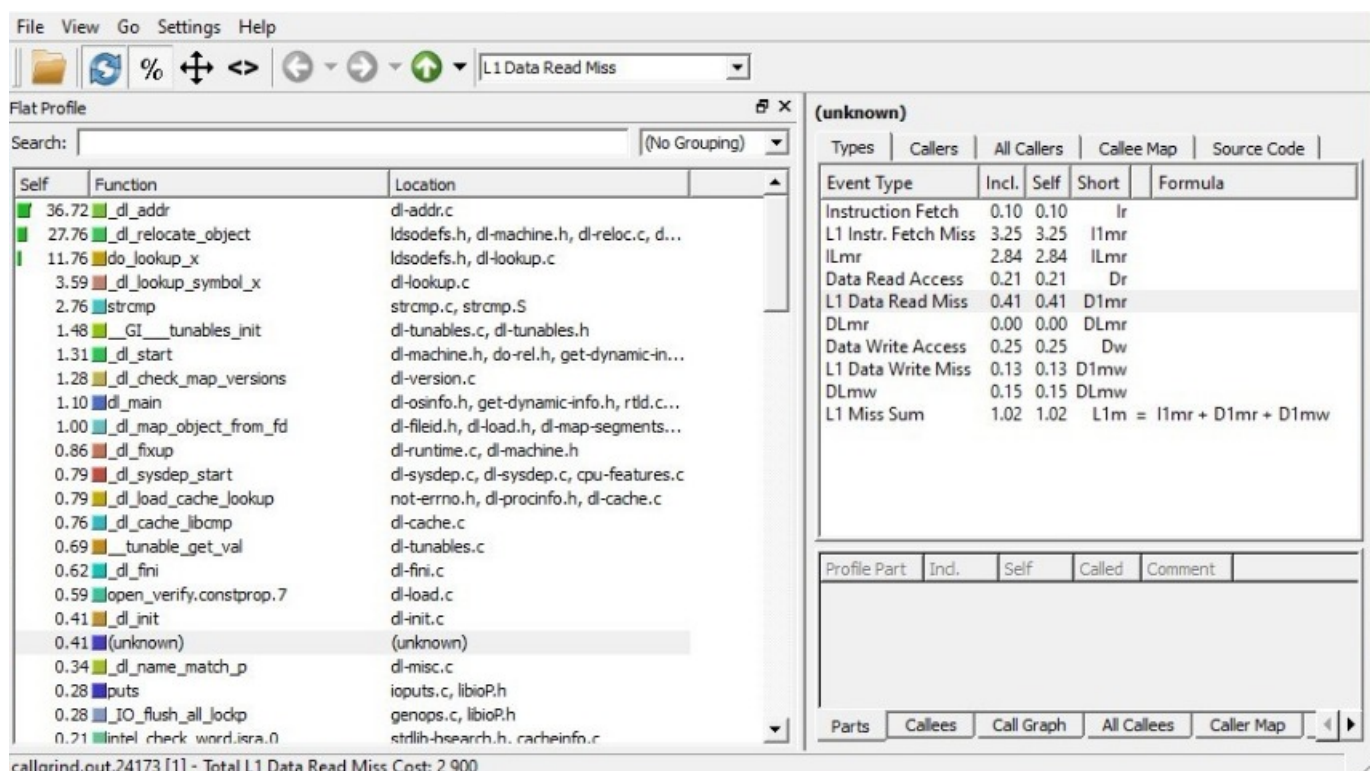 File View Go Settings Help
% <> L1 Data Read Miss
Flat Profile
Search: (No Grouping)
Self Function Location
36.72 _dl_addr dl-addr.c
27.76 _dl_relocate_object ldsodefs.h, dl-machine.h, dl-reloc.c, d...
11.76 do_lookup_x ldsodefs.h, dl-lookup.c
3.59 _dl_lookup_symbol_x dl-lookup.c
2.76 strcmp strcmp.c, strcmp.S
1.48 __GI___tunables_init dl-tunables.c, dl-tunables.h
1.31 _dl_start dl-machine.h, do-rel.h, get-dynamic-in...
1.28 _dl_check_map_versions dl-version.c
1.10 dl_main dl-osinfo.h, get-dynamic-info.h, rtld.c...
1.00 _dl_map_object_from_fd dl-fileid.h, dl-load.h, dl-map-segments...
0.86 _dl_fixup dl-runtime.c, dl-machine.h
0.79 _dl_sysdep_start dl-sysdep.c, dl-sysdep.c, cpu-features.c
0.79 _dl_load_cache_lookup not-errno.h, dl-procinfo.h, dl-cache.c
0.76 _dl_cache_libcmp dl-cache.c
0.69 __tunable_get_val dl-tunables.c
0.62 _dl_fini dl-fini.c
0.59 open_verify.constprop.7 dl-load.c
0.41 _dl_init dl-init.c
0.41 (unknown) (unknown)
0.34 _dl_name_match_p dl-misc.c
0.28 puts ioputs.c, libioP.h
0.28 _IO_flush_all_lockp genops.c, libioP.h
0.21 intel_check_word.isra.0 stdlib-bsearch.h, cacheinfo.c
(unknown)
Types Callers All Callers Callee Map Source Code
Event Type Incl. Self Short Formula
Instruction Fetch 0.10 0.10 Ir
L1 Instr. Fetch Miss 3.25 3.25 I1mr
ILmr 2.84 2.84 ILmr
Data Read Access 0.21 0.21 Dr
L1 Data Read Miss 0.41 0.41 D1mr
DLmr 0.00 0.00 DLmr
Data Write Access 0.25 0.25 Dw
L1 Data Write Miss 0.13 0.13 D1mw
DLmw 0.15 0.15 DLmw
L1 Miss Sum 1.02 1.02 L1m = I1mr + D1mr + D1mw
Profile Part Incl. Self Called Comment
Parts Callees Call Graph All Callees Caller Map
callgrind.out.24173 [1] - Total L1 Data Read Miss Cost: 2 900